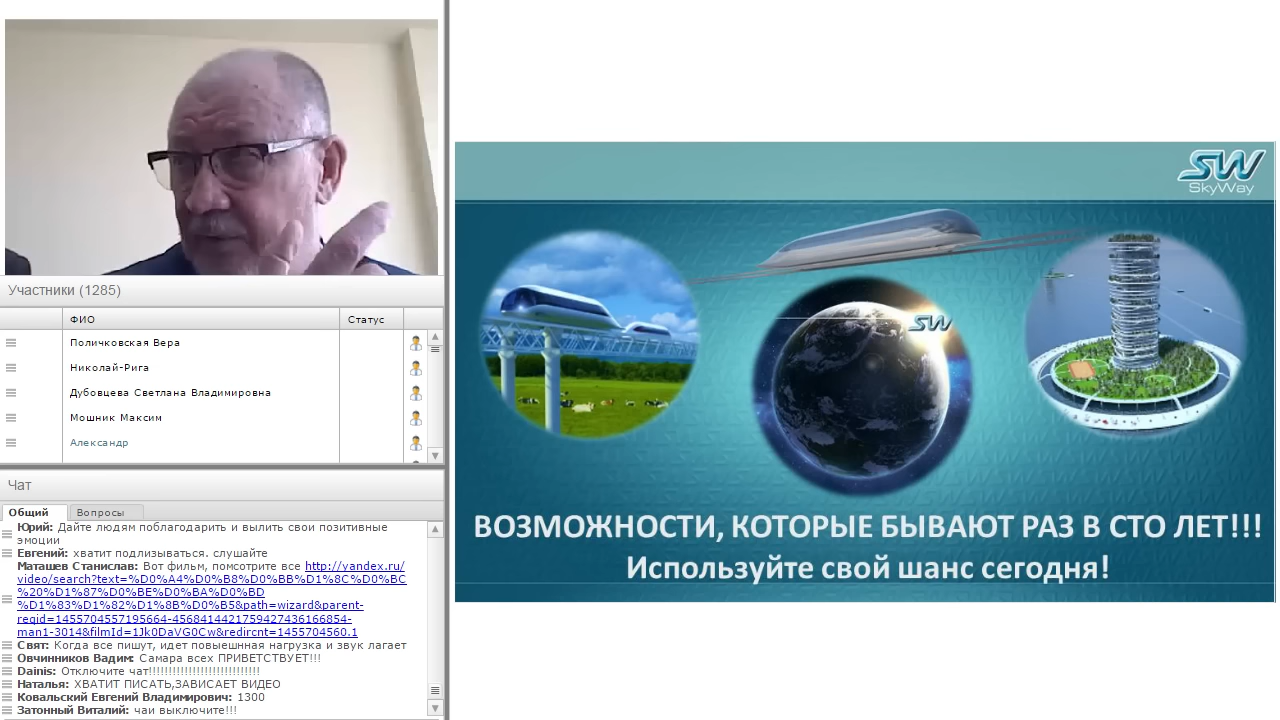 Участники (1285)
ФИО
Статус
Поличковская Вера
Николай-Рига
Дубовцева Светлана Владимировна
Мошник Максим
Александр
Чат
Общий
Вопросы
Юрий: Дайте людям поблагодарить и вылить свои позитивные
эмоции
Евгений: хватит подлизываться. слушайте
Маташев Станислав: Вот фильм, помсотрите все http://yandex.ru/
video/search?text=%D0%A4%D0%B8%D0%BB%D1%8C%D0%BC
%20%D1%87%D0%BE%D0%BA%D0%BD
%D1%83%D1%82%D1%8B%D0%B5&path=wizard&parent-
reqid=1455704557195664-4568414421759427436166854-
man1-3014&filmId=1Jk0DaVG0Cw&redircnt=1455704560.1
Свят: Когда все пишут, идет повыешнная нагрузка и звук лагает
Овчинников Вадим: Самара всех ПРИВЕТСТВУЕТ!!!
Dainis: Отключите чат!!!!!!!!!!!!!!!!!!!!!!!!!!!!
Наталья: ХВАТИТ ПИСАТЬ,ЗАВИСАЕТ ВИДЕО
Ковальский Евгений Владимирович: 1300
Затонный Виталий: чаи выключите!!!
SW
SkyWay
SW
ВОЗМОЖНОСТИ, КОТОРЫЕ БЫВАЮТ РАЗ В СТО ЛЕТ!!!
Используйте свой шанс сегодня!